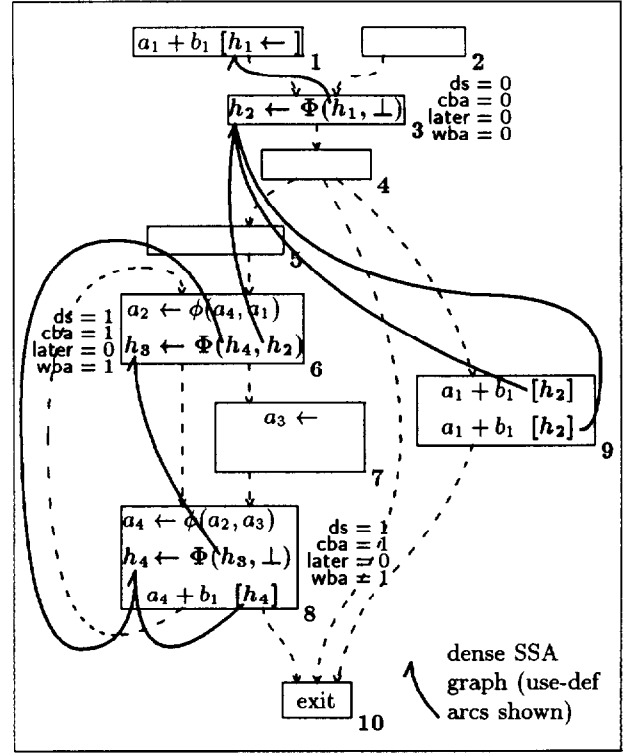 a₁ + b₁ [h₁ ← ]
1
2
h₂ ← Φ(h₁, ⊥)
3
ds = 0
cba = 0
later = 0
wba = 0
4
5
ds = 1
cba = 1
later = 0
wba = 1
a₂ ← ϕ(a₄, a₁)
h₃ ← Φ(h₄, h₂)
6
a₃ ←
7
a₁ + b₁ [h₂]
a₁ + b₁ [h₂]
9
a₄ ← ϕ(a₂, a₃)
h₄ ← Φ(h₃, ⊥)
a₄ + b₁ [h₄]
8
ds = 1
cba = 1
later = 0
wba = 1
exit
10
dense SSA
graph (use-def
arcs shown)